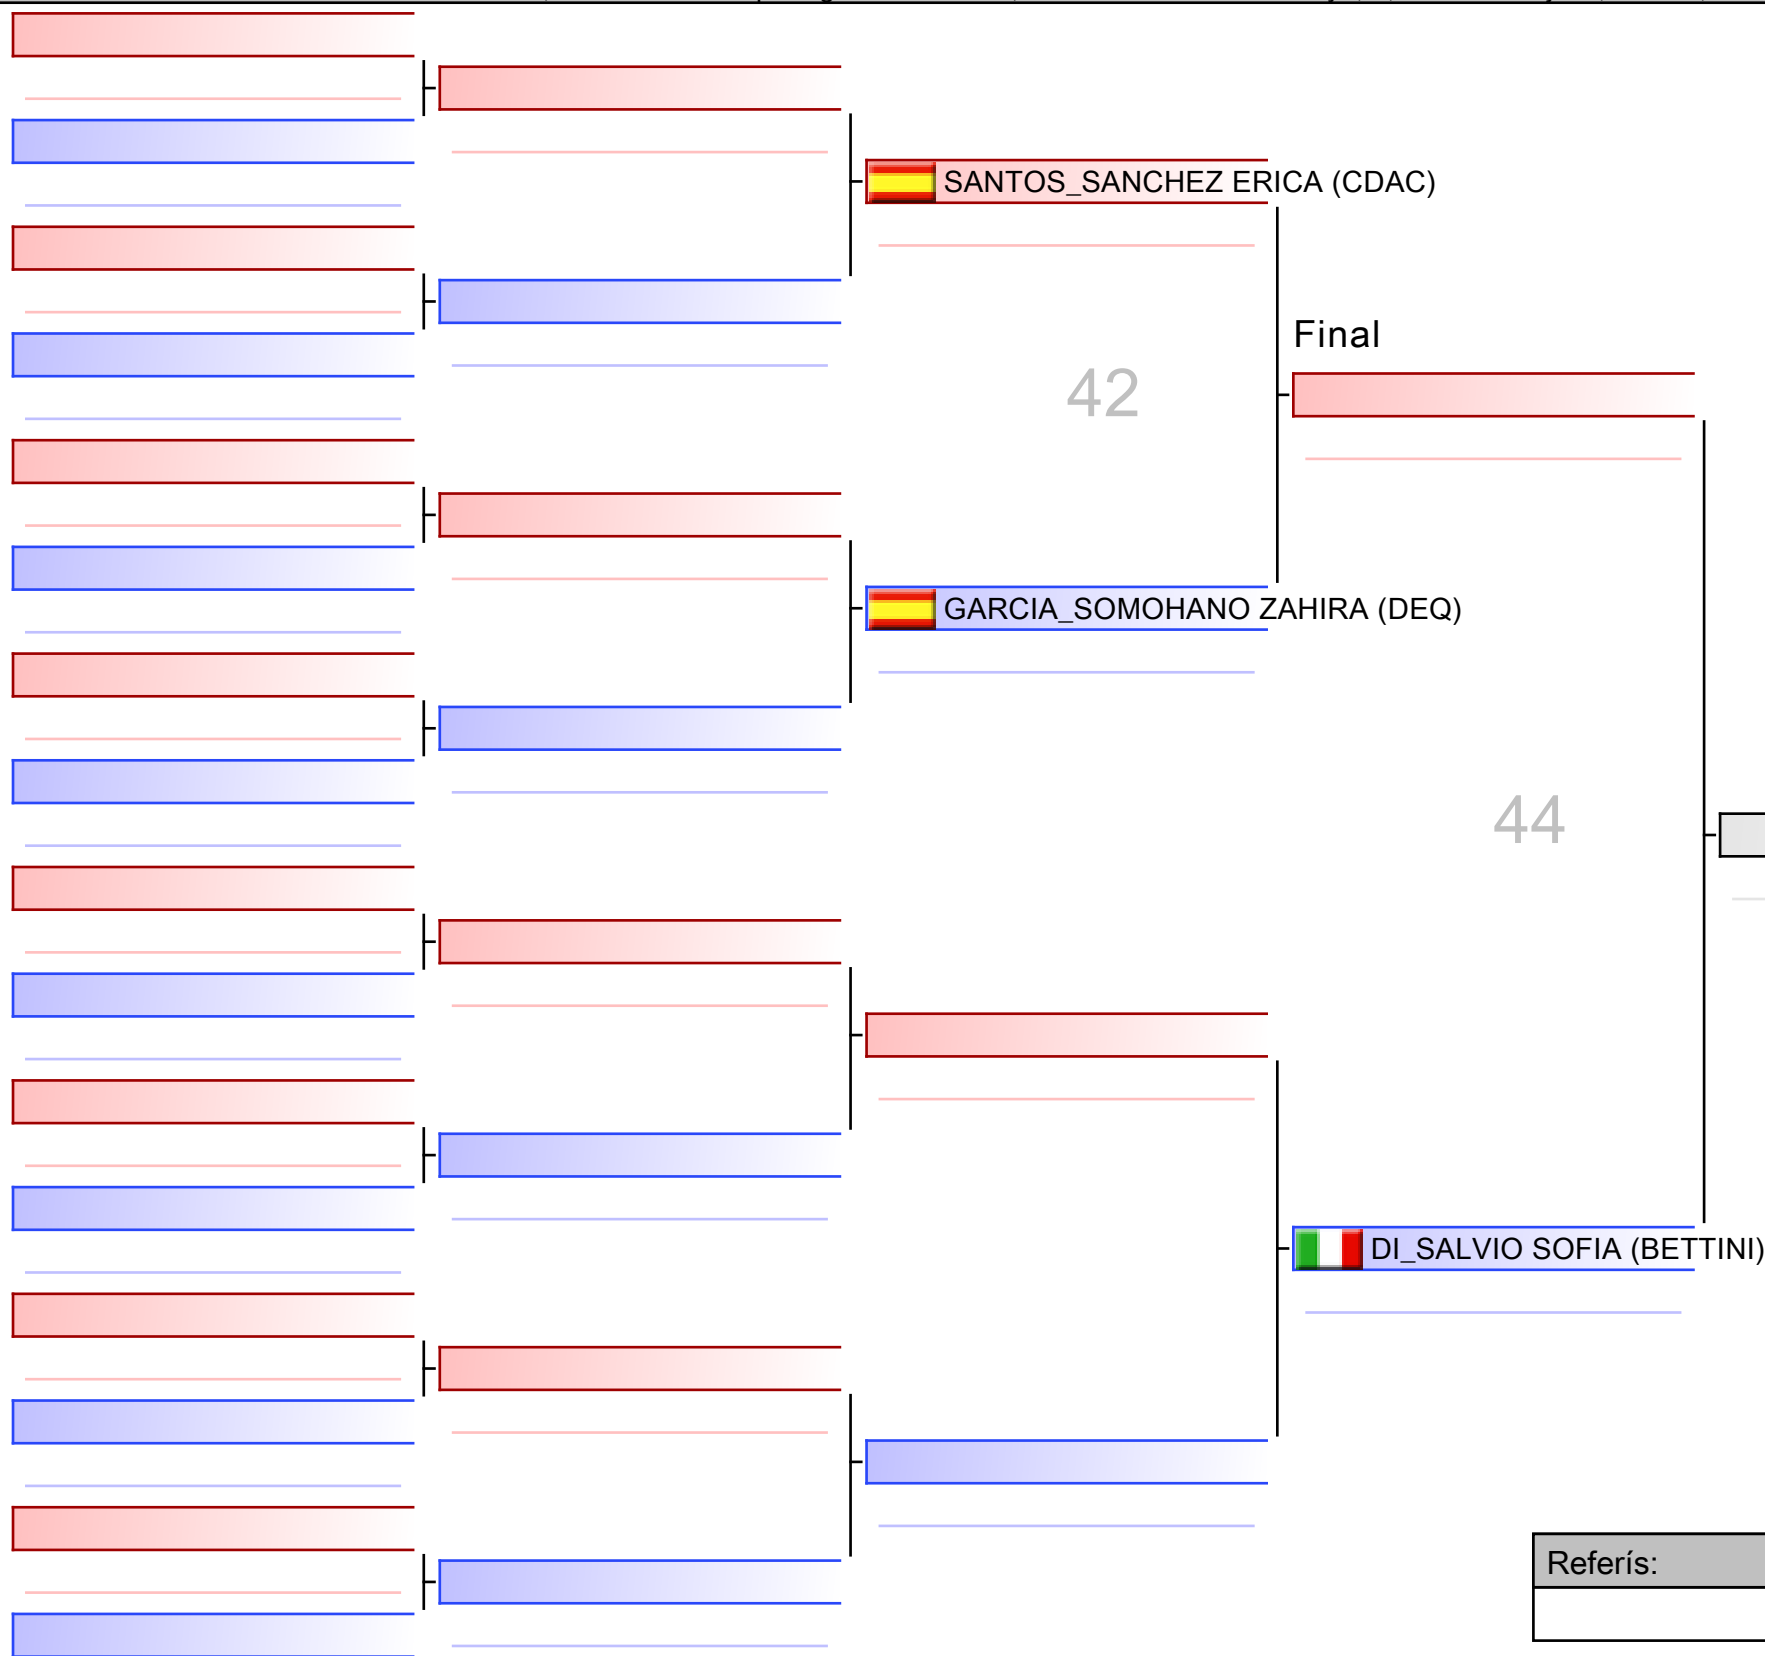 SANTOS_SANCHEZ ERICA (CDAC)
Final
42
GARCIA_SOMOHANO ZAHIRA (DEQ)
44
DI_SALVIO SOFIA (BETTINI)
Referís: